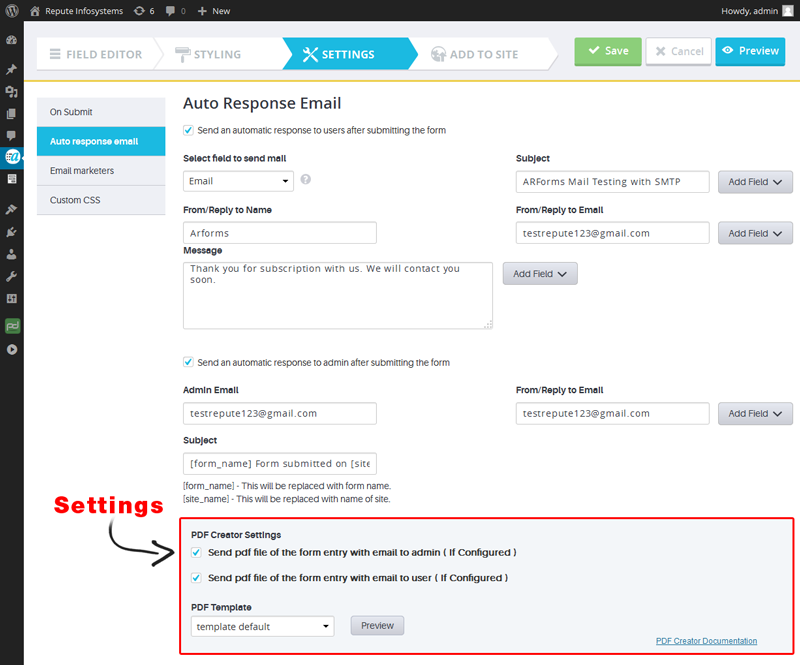 Repute Infosystems 6 0 New Howdy, admin
FIELD EDITOR STYLING SETTINGS ADD TO SITE Save Cancel Preview
On Submit
Auto response email
Email marketers
Custom CSS
Auto Response Email
Send an automatic response to users after submitting the form
Select field to send mail Subject
Email ? ARForms Mail Testing with SMTP Add Field
From/Reply to Name From/Reply to Email
Arforms testrepute123@gmail.com Add Field
Message
Thank you for subscription with us. We will contact you Add Field
soon.
Send an automatic response to admin after submitting the form
Admin Email From/Reply to Email
testrepute123@gmail.com testrepute123@gmail.com Add Field
Subject
[form_name] Form submitted on [site
[form_name] - This will be replaced with form name.
[site_name] - This will be replaced with name of site.
Settings
PDF Creator Settings
Send pdf file of the form entry with email to admin ( If Configured )
Send pdf file of the form entry with email to user ( If Configured )
PDF Template
template default Preview
PDF Creator Documentation